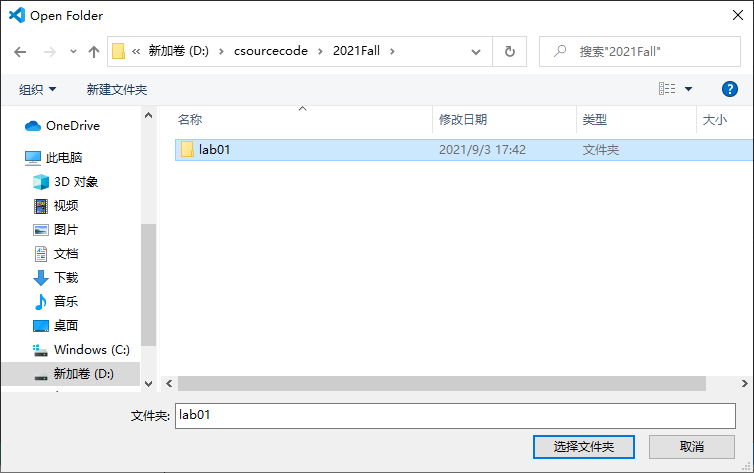 Open Folder
« 新加卷 (D:) › csourcecode › 2021Fall ›
搜索"2021Fall"
组织 新建文件夹
名称 修改日期 类型 大小
OneDrive
lab01 2021/9/3 17:42 文件夹
此电脑
3D 对象
视频
图片
文档
下载
音乐
桌面
Windows (C:)
新加卷 (D:)
文件夹: lab01
选择文件夹 取消